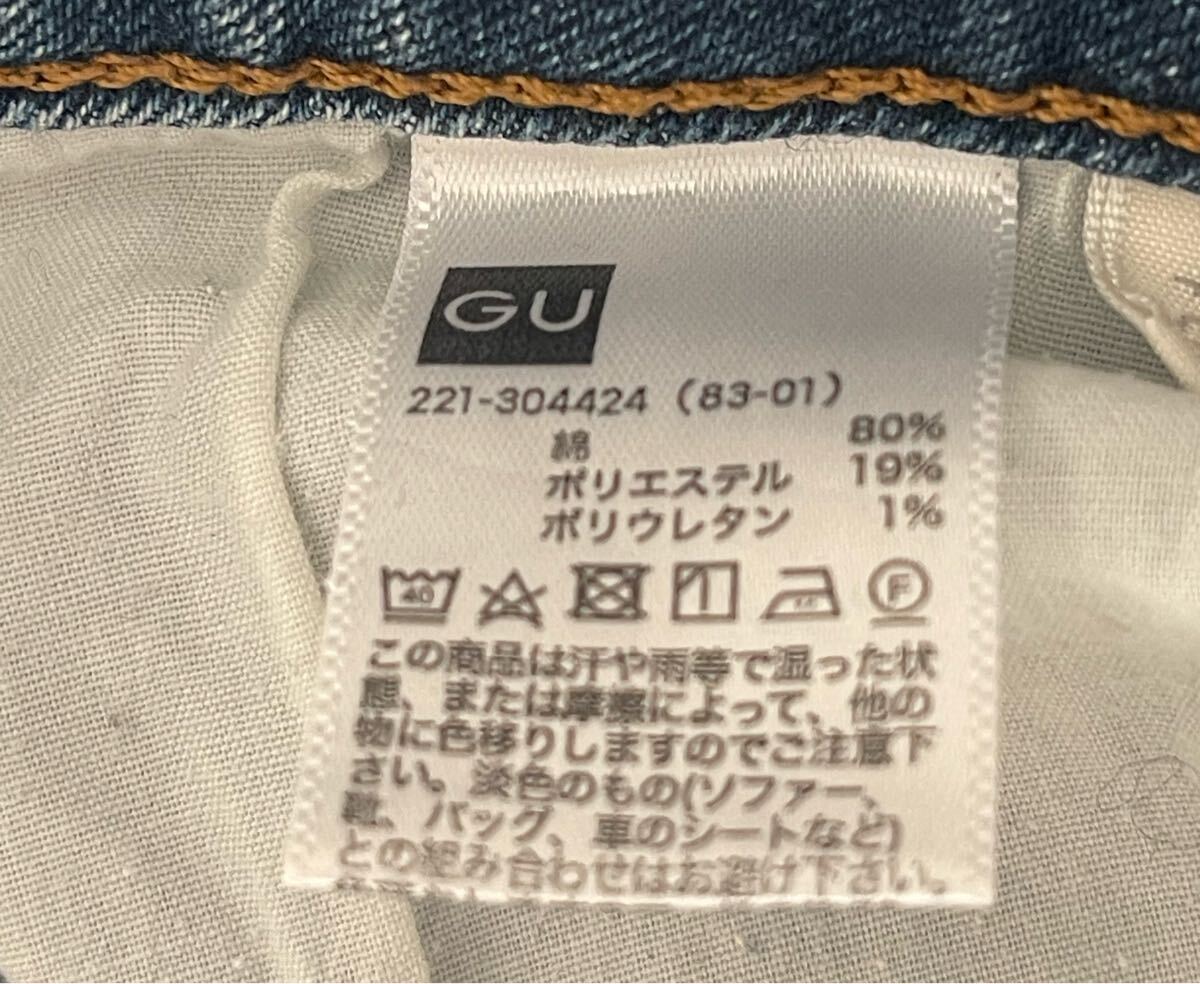 GU
221-304424（83-01）
綿 80%
ポリエステル 19%
ポリウレタン 1%
40
F
この商品は汗や雨等で湿った状
態、または摩擦によって、他の
物に色移りしますのでご注意下
さい。淡色のもの(ソファー、
靴、バッグ、車のシートなど)
との組み合わせはお避け下さい。